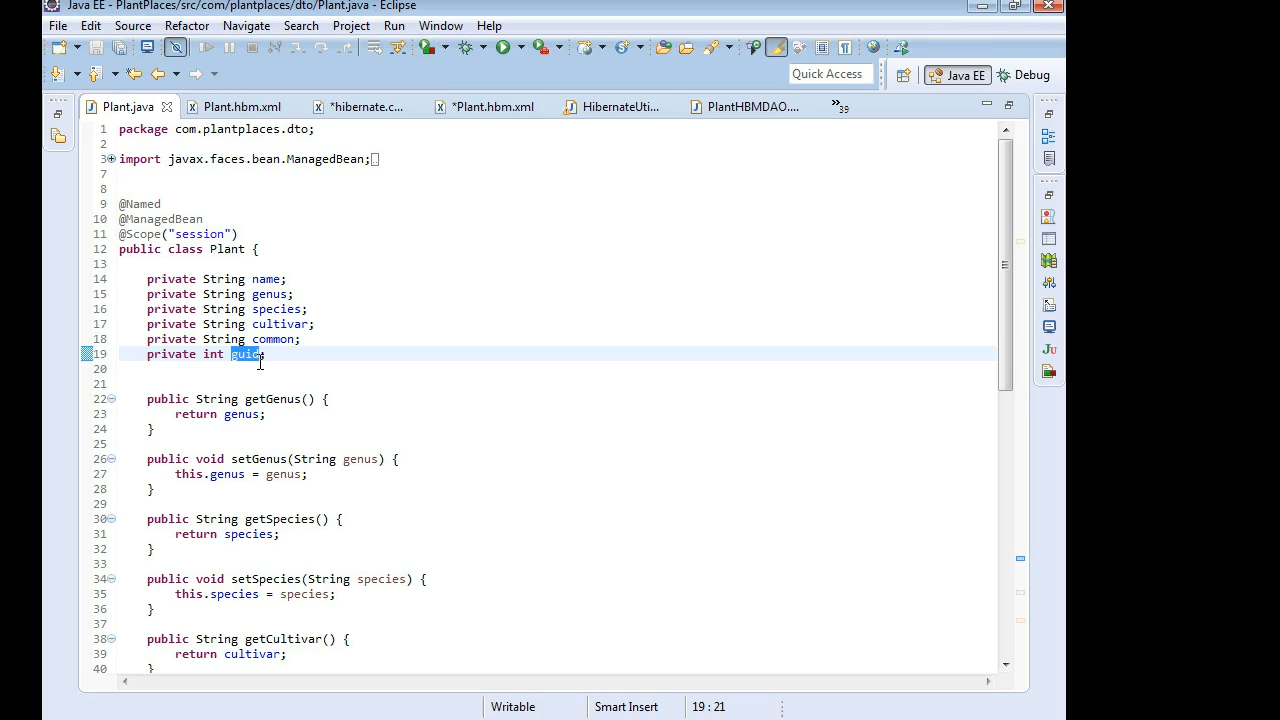 Java EE - PlantPlaces/src/com/plantplaces/dto/Plant.java - Eclipse
File Edit Source Refactor Navigate Search Project Run Window Help
Quick Access
Java EE
Debug
Plant.java
Plant.hbm.xml
*hibernate.c...
*Plant.hbm.xml
HibernateUti...
PlantHBMDAO....
39
1 package com.plantplaces.dto;
2
3 import javax.faces.bean.ManagedBean;
7
8
9 @Named
10 @ManagedBean
11 @Scope("session")
12 public class Plant {
13
14 private String name;
15 private String genus;
16 private String species;
17 private String cultivar;
18 private String common;
19 private int guid;
20
21
22 public String getGenus() {
23 return genus;
24 }
25
26 public void setGenus(String genus) {
27 this.genus = genus;
28 }
29
30 public String getSpecies() {
31 return species;
32 }
33
34 public void setSpecies(String species) {
35 this.species = species;
36 }
37
38 public String getCultivar() {
39 return cultivar;
40 }
Writable
Smart Insert
19 : 21